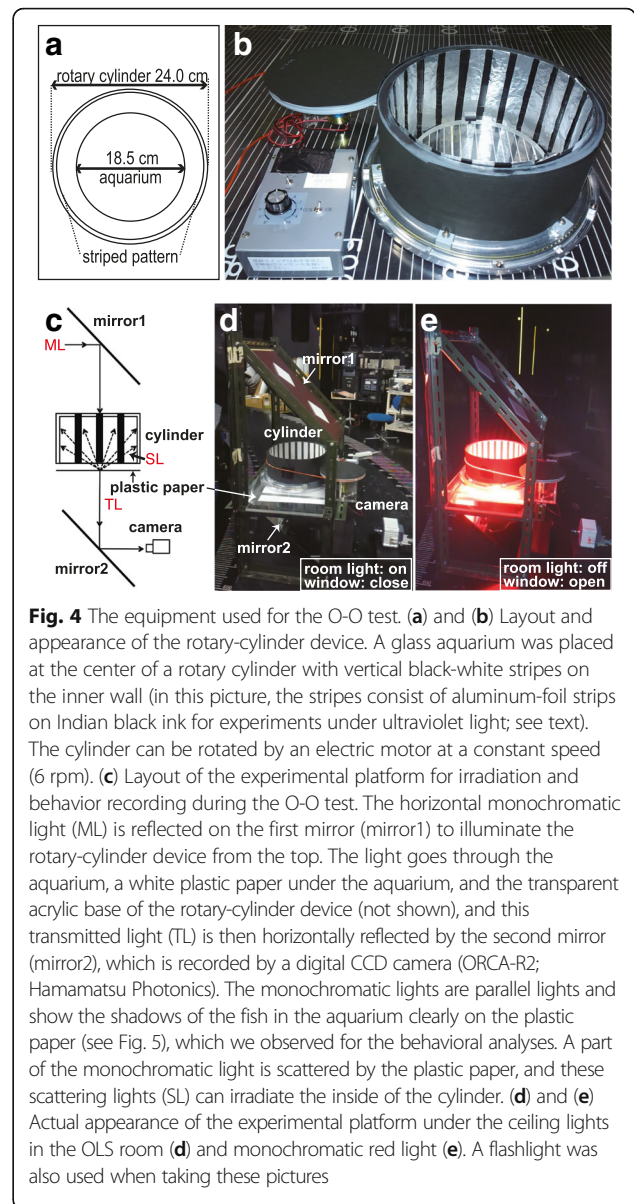 a
rotary cylinder 24.0 cm
18.5 cm
aquarium
striped pattern
b
c
mirror1
ML
cylinder
SL
plastic paper
TL
camera
mirror2
d
mirror1
cylinder
camera
mirror2
room light: on
window: close
e
room light: off
window: open
Fig. 4 The equipment used for the O-O test. (a) and (b) Layout and
appearance of the rotary-cylinder device. A glass aquarium was placed
at the center of a rotary cylinder with vertical black-white stripes on
the inner wall (in this picture, the stripes consist of aluminum-foil strips
on Indian black ink for experiments under ultraviolet light; see text).
The cylinder can be rotated by an electric motor at a constant speed
(6 rpm). (c) Layout of the experimental platform for irradiation and
behavior recording during the O-O test. The horizontal monochromatic
light (ML) is reflected on the first mirror (mirror1) to illuminate the
rotary-cylinder device from the top. The light goes through the
aquarium, a white plastic paper under the aquarium, and the transparent
acrylic base of the rotary-cylinder device (not shown), and this
transmitted light (TL) is then horizontally reflected by the second mirror
(mirror2), which is recorded by a digital CCD camera (ORCA-R2;
Hamamatsu Photonics). The monochromatic lights are parallel lights and
show the shadows of the fish in the aquarium clearly on the plastic
paper (see Fig. 5), which we observed for the behavioral analyses. A part
of the monochromatic light is scattered by the plastic paper, and these
scattering lights (SL) can irradiate the inside of the cylinder. (d) and (e)
Actual appearance of the experimental platform under the ceiling lights
in the OLS room (d) and monochromatic red light (e). A flashlight was
also used when taking these pictures